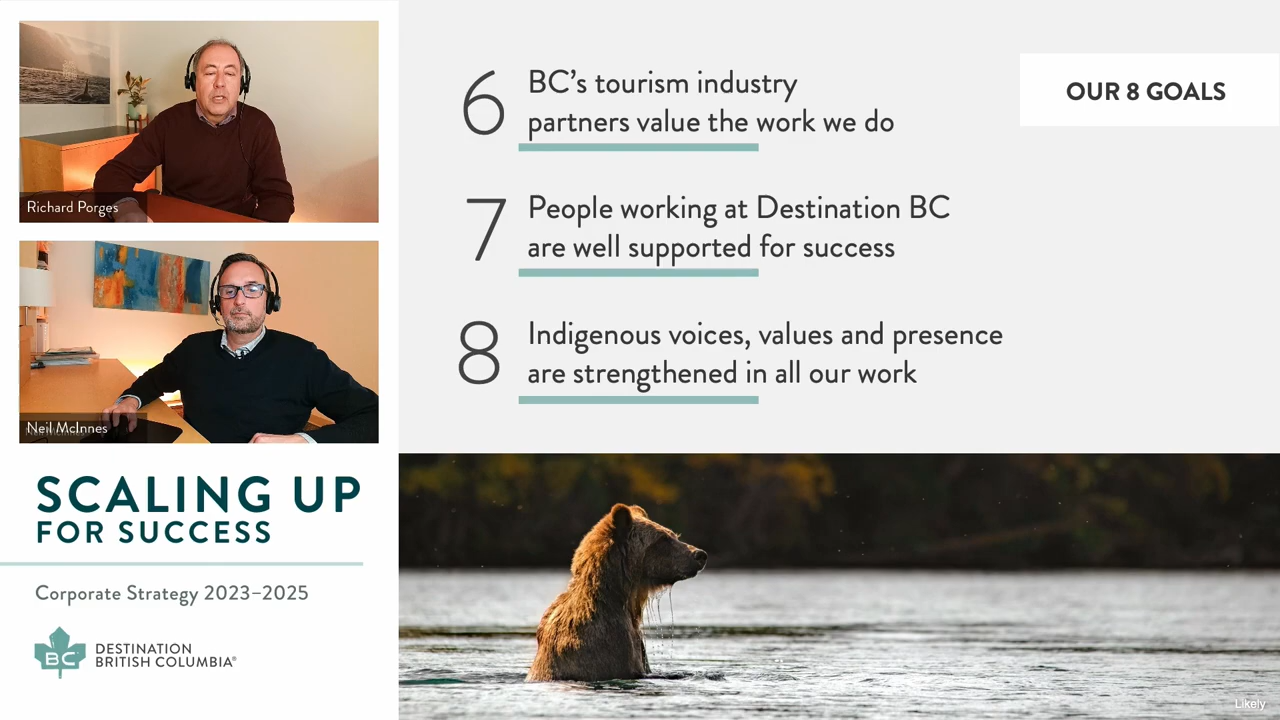 Richard Porges
Neil McInnes
SCALING UP
FOR SUCCESS
Corporate Strategy 2023–2025
BC
DESTINATION
BRITISH COLUMBIA®
OUR 8 GOALS
6
BC’s tourism industry
partners value the work we do
7
People working at Destination BC
are well supported for success
8
Indigenous voices, values and presence
are strengthened in all our work
Likely